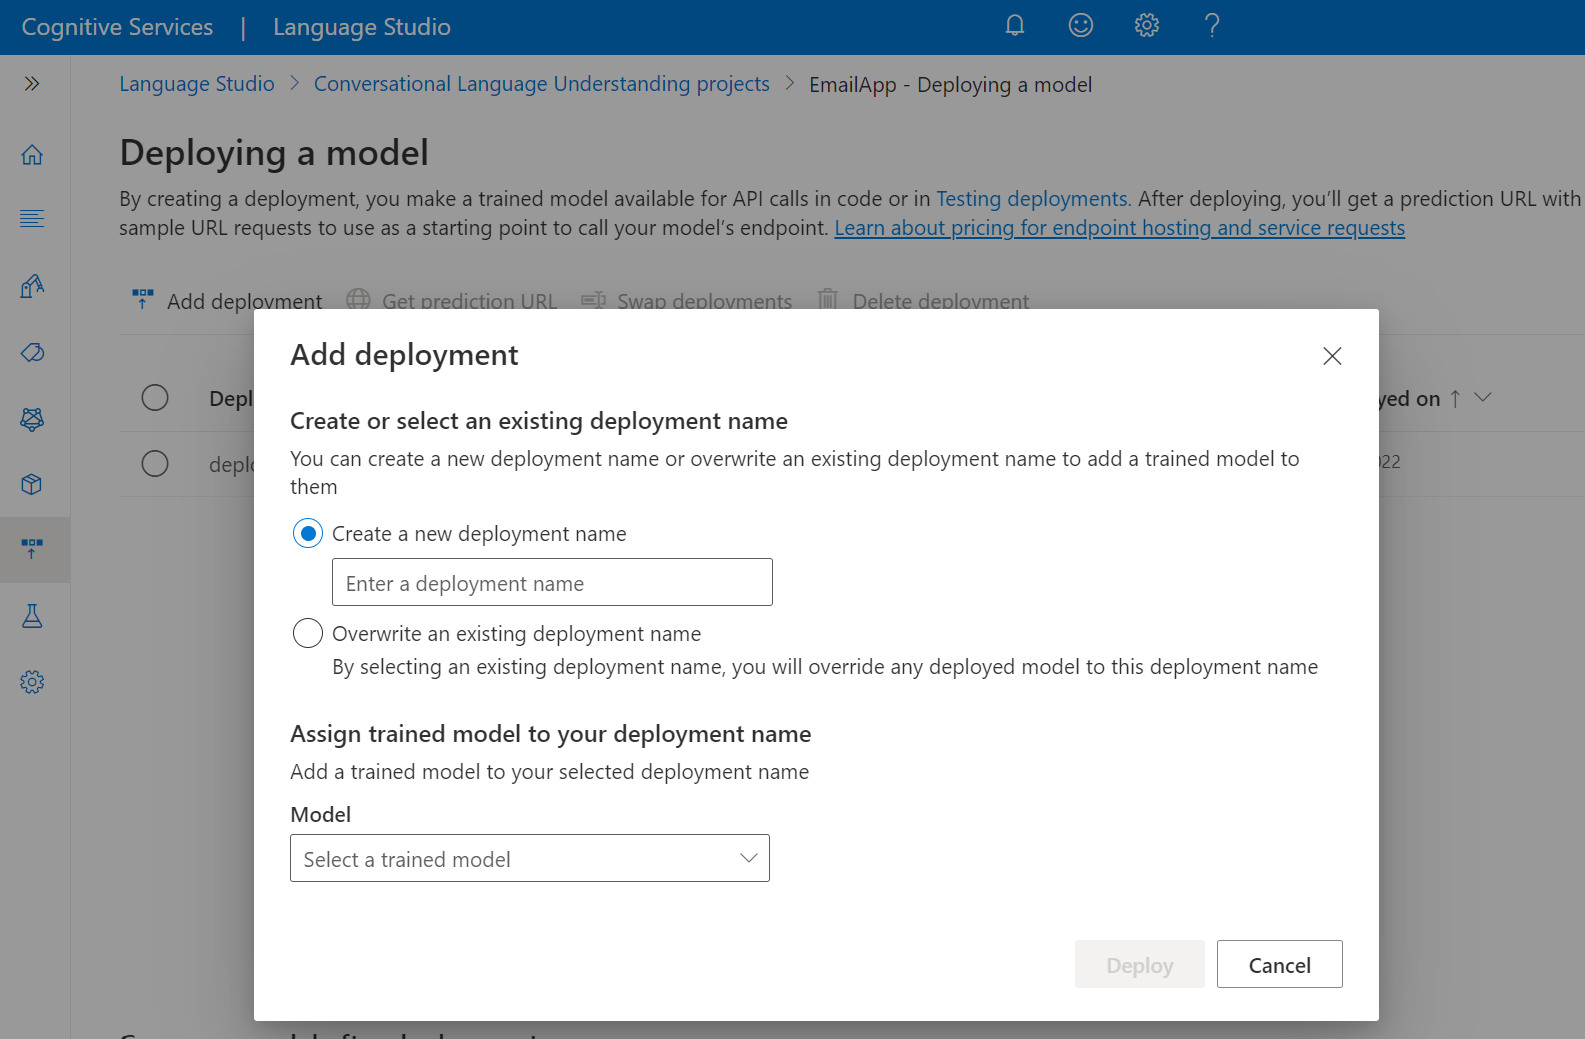 Cognitive Services | Language Studio
Language Studio > Conversational Language Understanding projects > EmailApp - Deploying a model
Deploying a model
By creating a deployment, you make a trained model available for API calls in code or in Testing deployments. After deploying, you’ll get a prediction URL with
sample URL requests to use as a starting point to call your model’s endpoint. Learn about pricing for endpoint hosting and service requests
Add deployment Get prediction URL Swap deployments Delete deployment
Add deployment
Create or select an existing deployment name
You can create a new deployment name or overwrite an existing deployment name to add a trained model to
them
Create a new deployment name
Enter a deployment name
Overwrite an existing deployment name
By selecting an existing deployment name, you will override any deployed model to this deployment name
Assign trained model to your deployment name
Add a trained model to your selected deployment name
Model
Select a trained model
Deploy Cancel